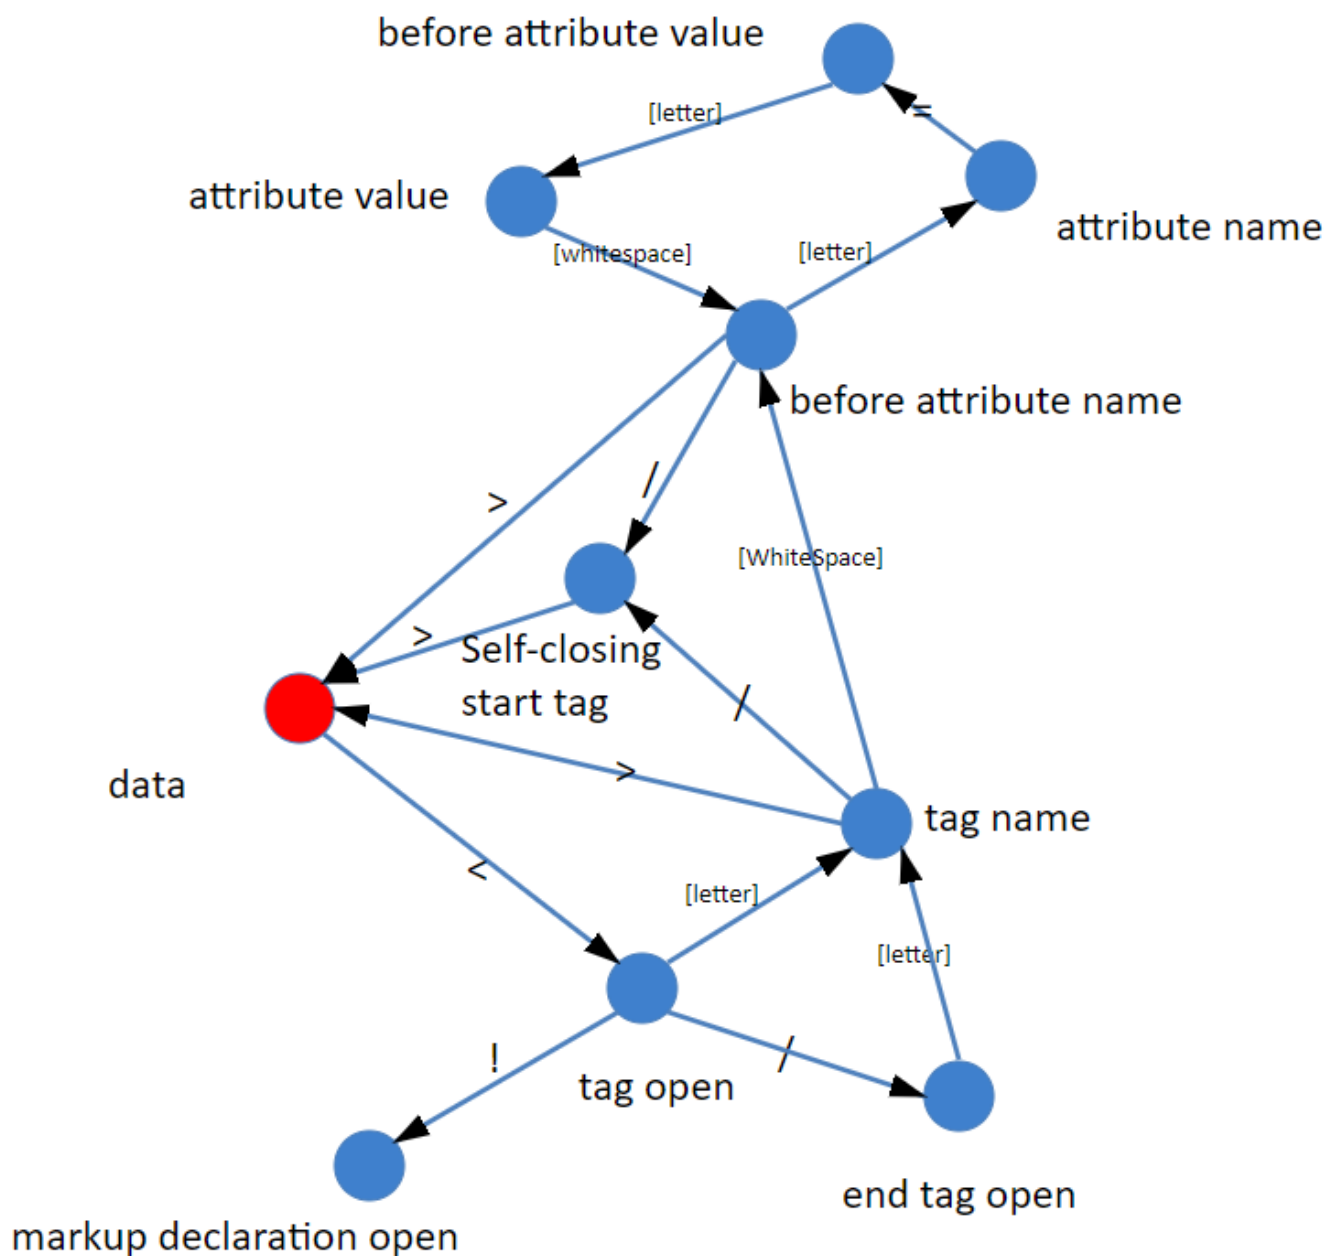 before attribute value
=
[letter]
attribute value
attribute name
[whitespace]
[letter]
before attribute name
/
>
[WhiteSpace]
>
Self-closing
start tag
/
>
data
tag name
<
[letter]
[letter]
!
/
tag open
end tag open
markup declaration open